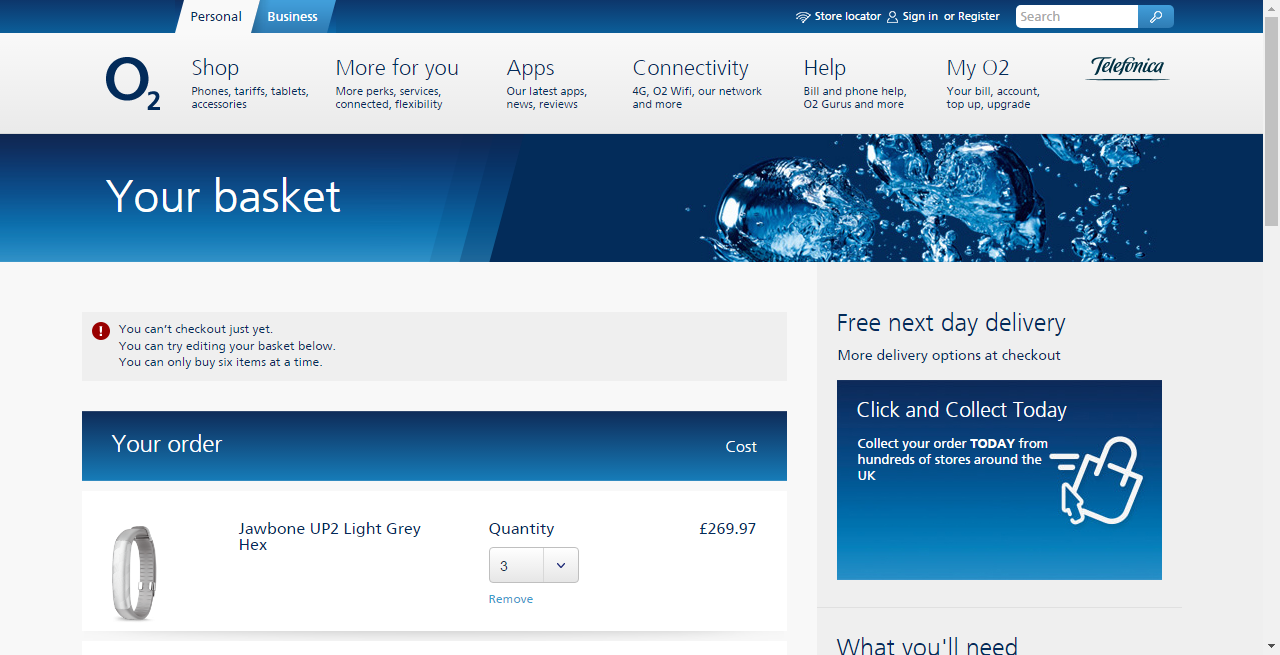 Personal
Business
Store locator
Sign in or Register
Search
O2
Shop
Phones, tariffs, tablets,
accessories
More for you
More perks, services,
connected, flexibility
Apps
Our latest apps,
news, reviews
Connectivity
4G, O2 Wifi, our network
and more
Help
Bill and phone help,
O2 Gurus and more
My O2
Your bill, account,
top up, upgrade
Telefónica
Your basket
You can’t checkout just yet.
You can try editing your basket below.
You can only buy six items at a time.
Your order
Cost
Jawbone UP2 Light Grey
Hex
Quantity
3
Remove
£269.97
Free next day delivery
More delivery options at checkout
Click and Collect Today
Collect your order TODAY from
hundreds of stores around the
UK
What you'll need